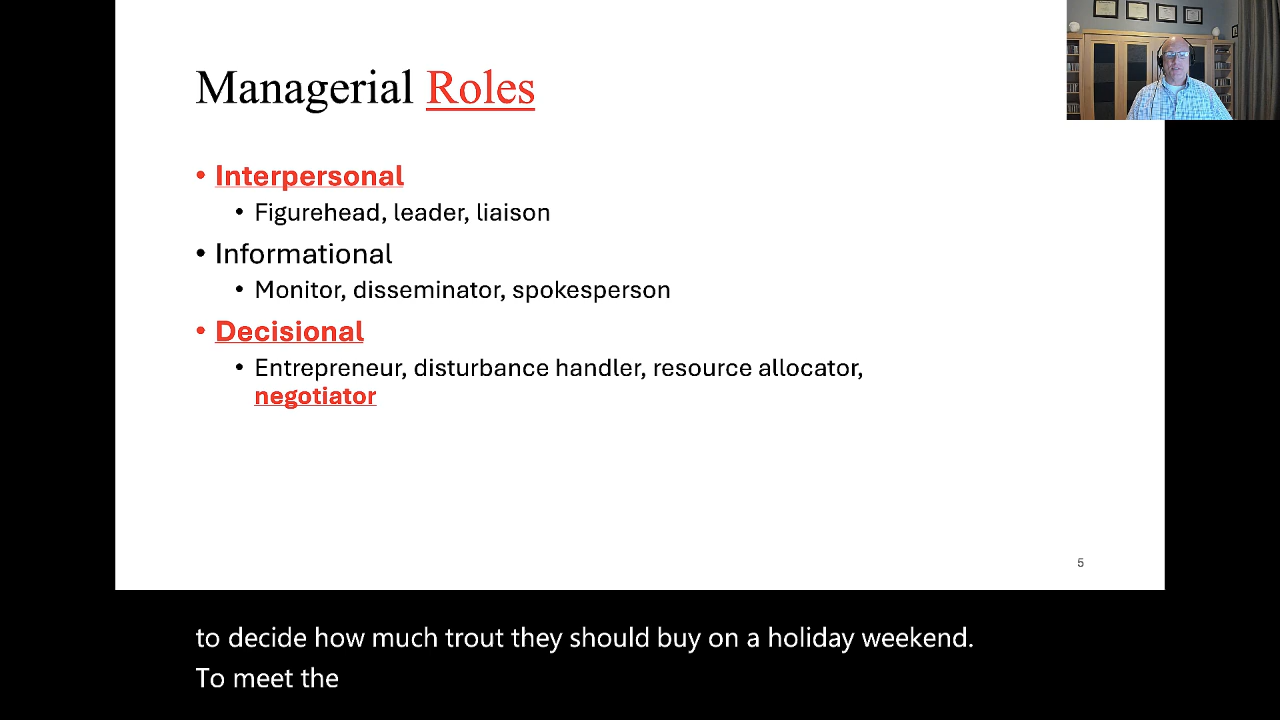 Managerial Roles
• Interpersonal
• Figurehead, leader, liaison
• Informational
• Monitor, disseminator, spokesperson
• Decisional
• Entrepreneur, disturbance handler, resource allocator,
negotiator
5
to decide how much trout they should buy on a holiday weekend.
To meet the